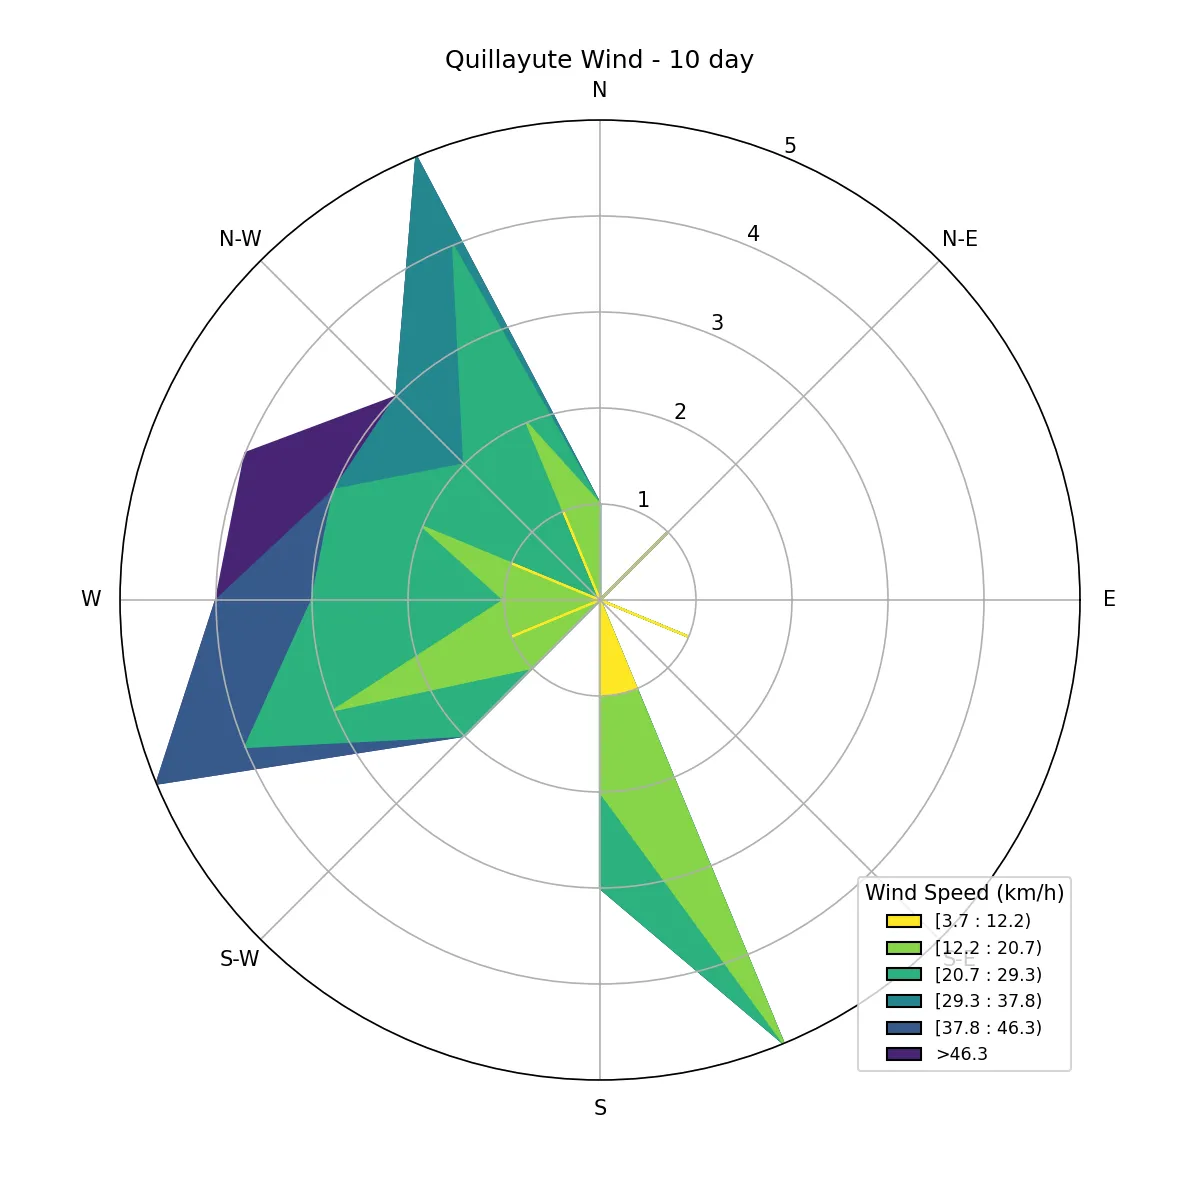 Quillayute Wind - 10 day
N
5
N-W
4
N-E
3
2
1
W
E
S-W
S-E
S
Wind Speed (km/h)
[3.7 : 12.2)
[12.2 : 20.7)
[20.7 : 29.3)
[29.3 : 37.8)
[37.8 : 46.3)
>46.3